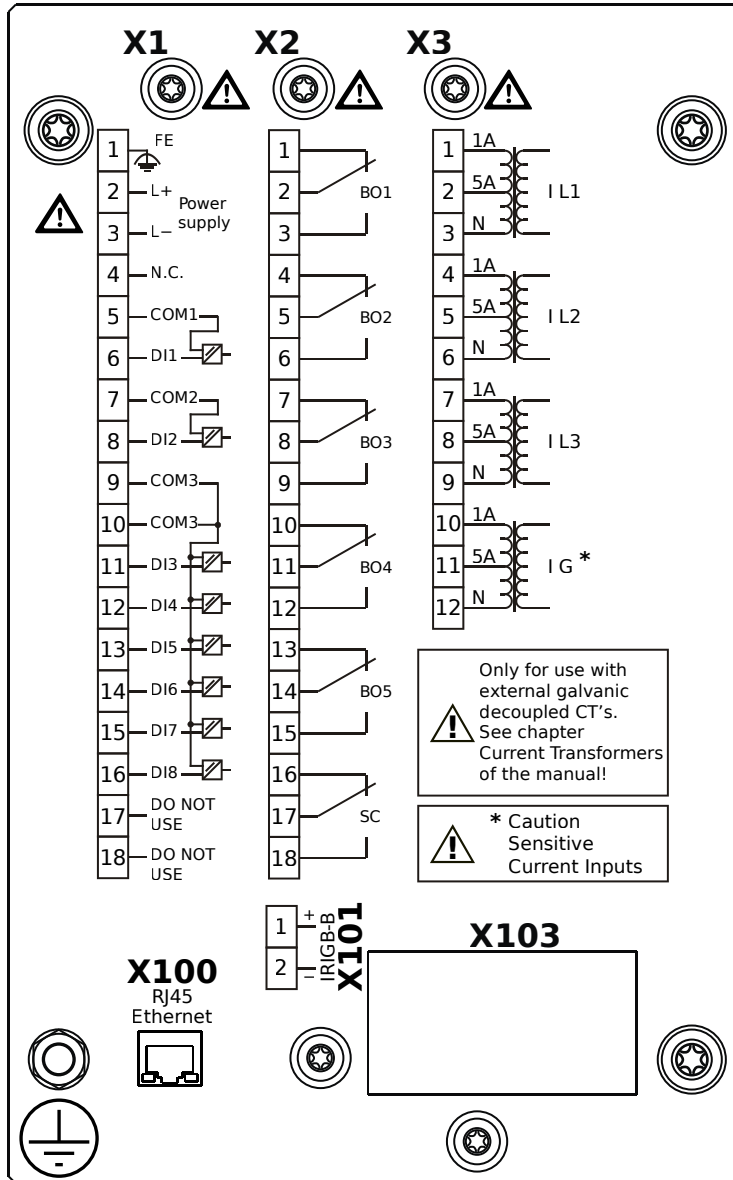 X1
X2
X3
1 FE
2 L+ Power
3 L− supply
4 N.C.
5 COM1
6 DI1
7 COM2
8 DI2
9 COM3
10 COM3
11 DI3
12 DI4
13 DI5
14 DI6
15 DI7
16 DI8
17 DO NOT
USE
18 DO NOT
USE
1
2 BO1
3
4
5 BO2
6
7
8 BO3
9
10
11 BO4
12
13
14 BO5
15
16
17 SC
18
1 1A
2 5A I L1
3 N
4 1A
5 5A I L2
6 N
7 1A
8 5A I L3
9 N
10 1A
11 5A I G *
12 N
Only for use with
external galvanic
decoupled CT's.
See chapter
Current Transformers
of the manual!
* Caution
Sensitive
Current Inputs
1 +
2 −
IRIGB-B
X101
X103
X100
RJ45
Ethernet